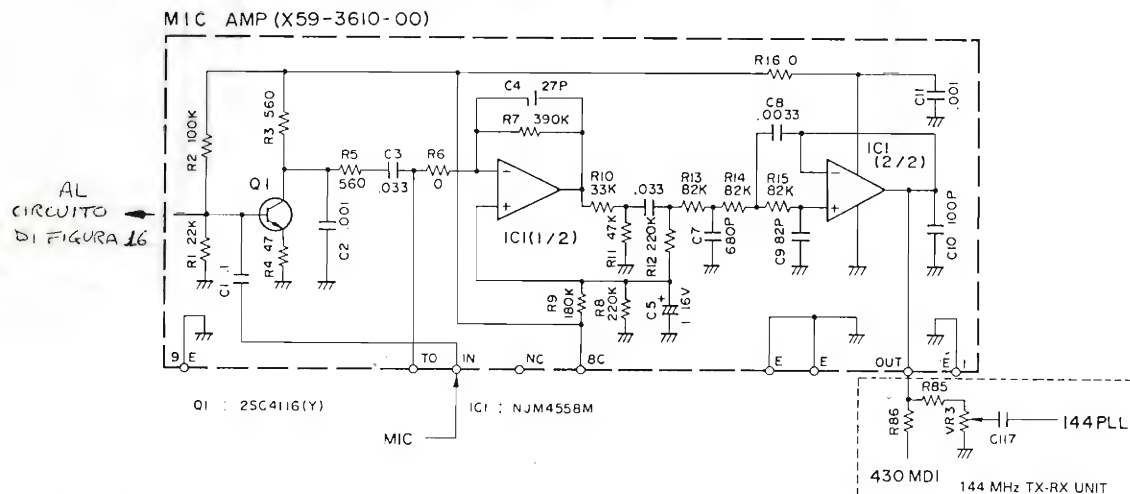 MIC AMP (X59-3610-00)
R16 0
C11
.001
C4 27P
R7 390K
C8
.0033
IC1
(2/2)
R2 100K
R3 560
R5
560
C3
.033
R6
0
R10
33K
.033
R13
82K
R14
82K
R15
82K
Q1
AL
CIRCUITO
DI FIGURA 16
R1 22K
R4 47
C2 .001
IC1(1/2)
R11 47K
R12 220K
C7
680P
C9 82P
C10 100P
C1 .1
R9
180K
R8
220K
C5
1 16V
+
-
+
-
+
9 E
TO
IN
NC
8C
E
E
OUT
E
1
Q1 : 2SC4116(Y)
IC1 : NJM4558M
MIC
R85
R86
VR3
C117
144PLL
430 MDI
144 MHz TX-RX UNIT